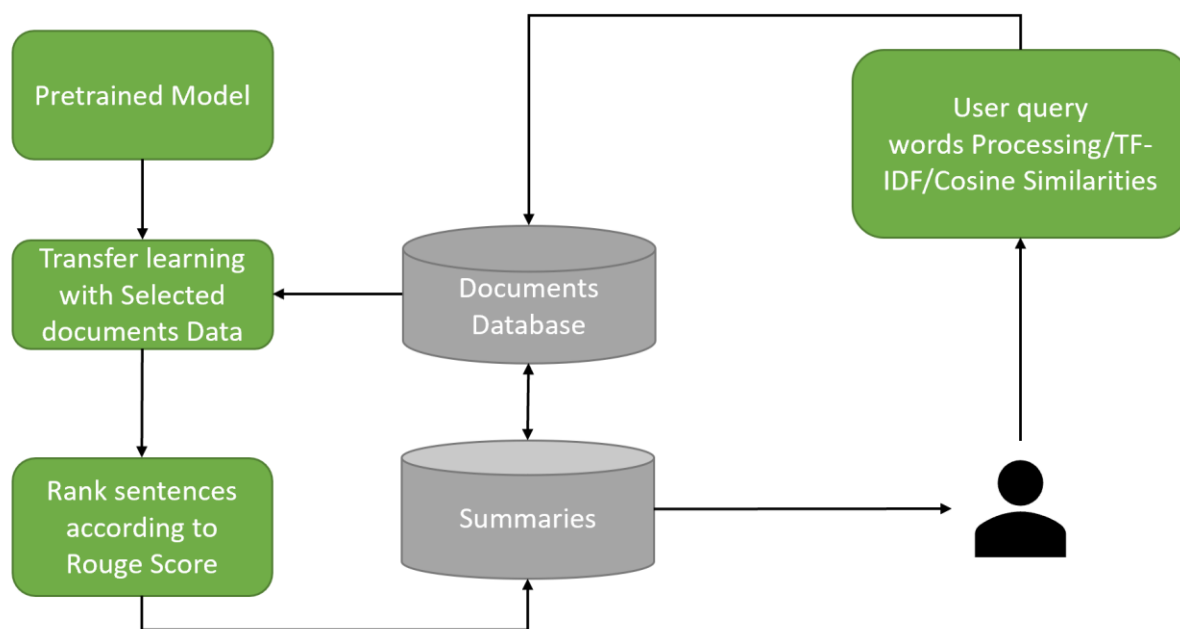 Pretrained Model
User query
words Processing/TF-
IDF/Cosine Similarities
Transfer learning
with Selected
documents Data
Documents
Database
Rank sentences
according to
Rouge Score
Summaries